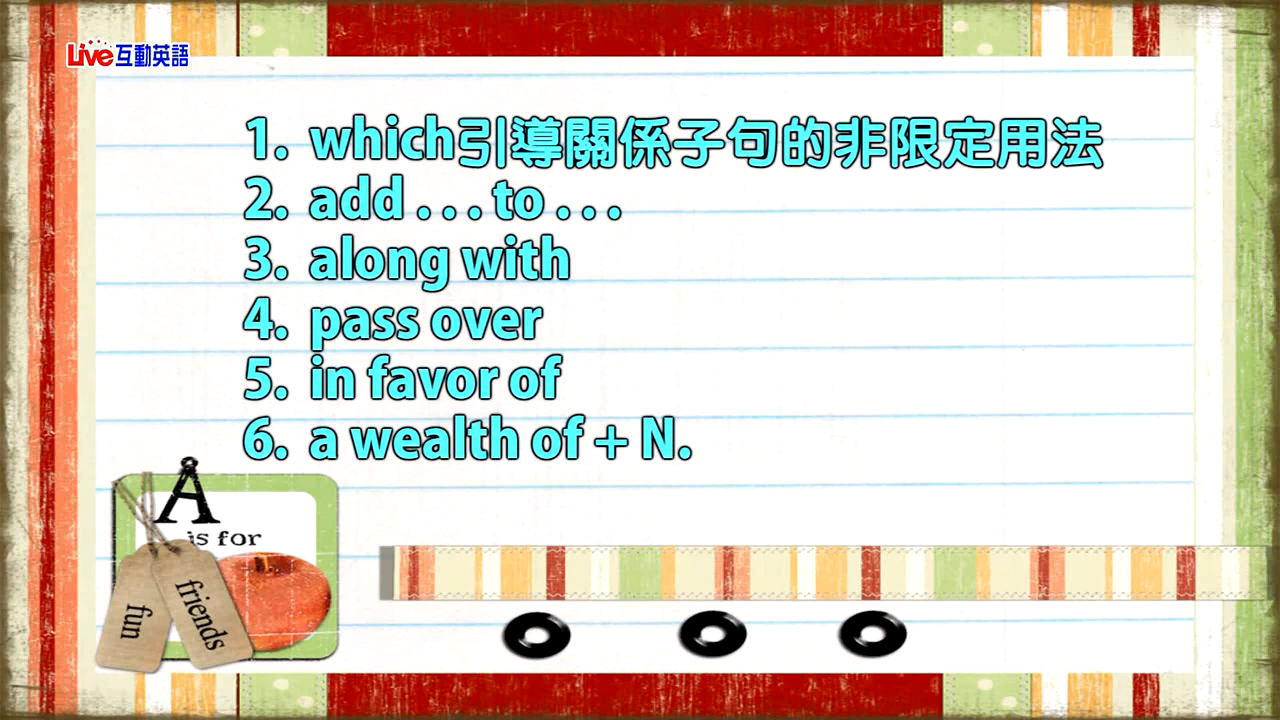 Live互動英語
1. which引導關係子句的非限定用法
2. add . . . to . . .
3. along with
4. pass over
5. in favor of
6. a wealth of + N.
A
is for
friends
fun